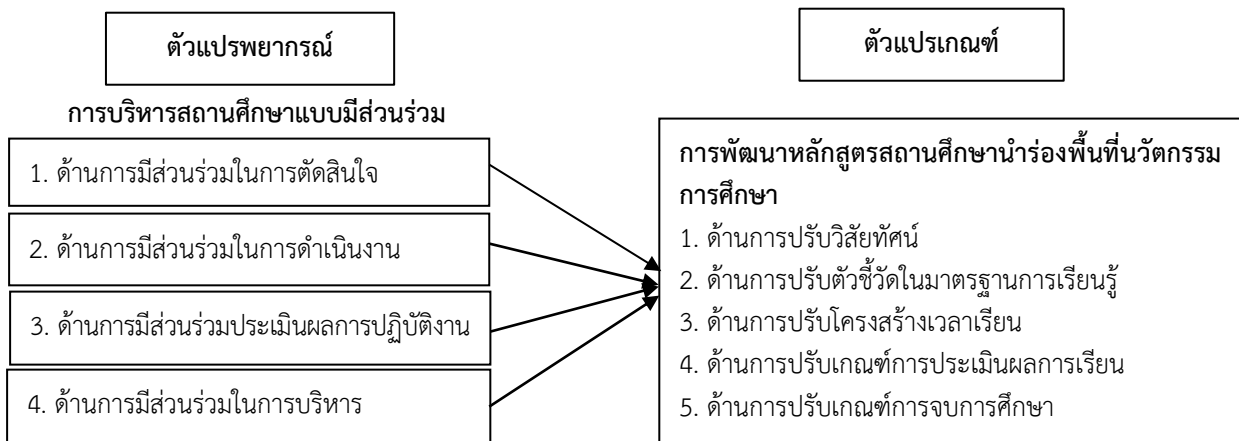 ตัวแปรพยากรณ์
การบริหารสถานศึกษาแบบมีส่วนร่วม
1. ด้านการมีส่วนร่วมในการตัดสินใจ
2. ด้านการมีส่วนร่วมในการดำเนินงาน
3. ด้านการมีส่วนร่วมประเมินผลการปฏิบัติงาน
4. ด้านการมีส่วนร่วมในการบริหาร
ตัวแปรเกณฑ์
การพัฒนาหลักสูตรสถานศึกษานำร่องพื้นที่นวัตกรรม
การศึกษา
1. ด้านการปรับวิสัยทัศน์
2. ด้านการปรับตัวชี้วัดในมาตรฐานการเรียนรู้
3. ด้านการปรับโครงสร้างเวลาเรียน
4. ด้านการปรับเกณฑ์การประเมินผลการเรียน
5. ด้านการปรับเกณฑ์การจบการศึกษา